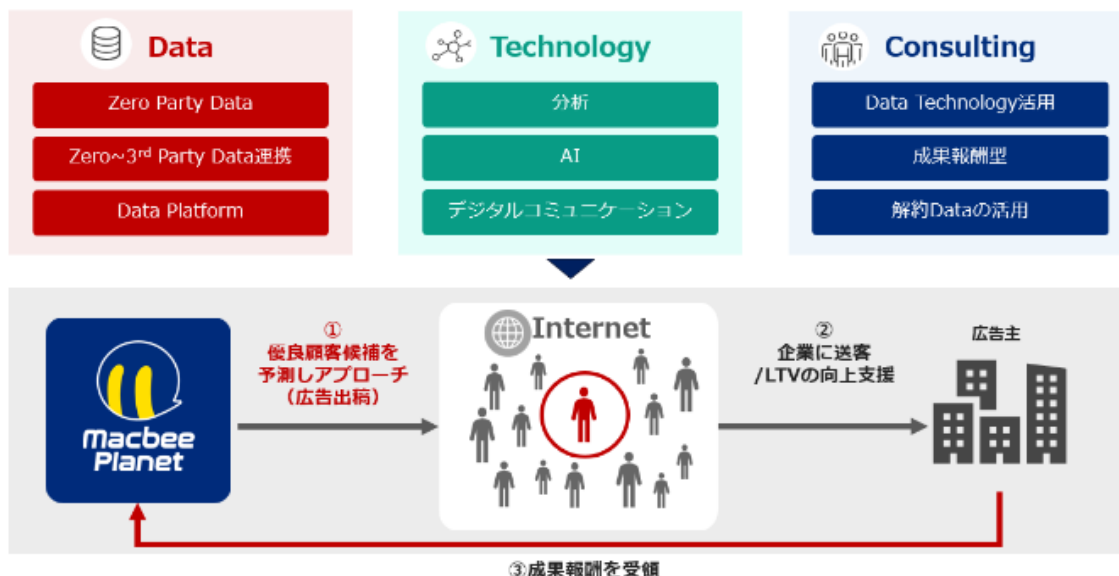 Data
Zero Party Data
Zero~3rd Party Data連携
Data Platform
Technology
分析
AI
デジタルコミュニケーション
Consulting
Data Technology活用
成果報酬型
解約Dataの活用
macbee
Planet
①
優良顧客候補を
予測しアプローチ
（広告出稿）
Internet
②
企業に送客
/LTVの向上支援
広告主
③成果報酬を受領